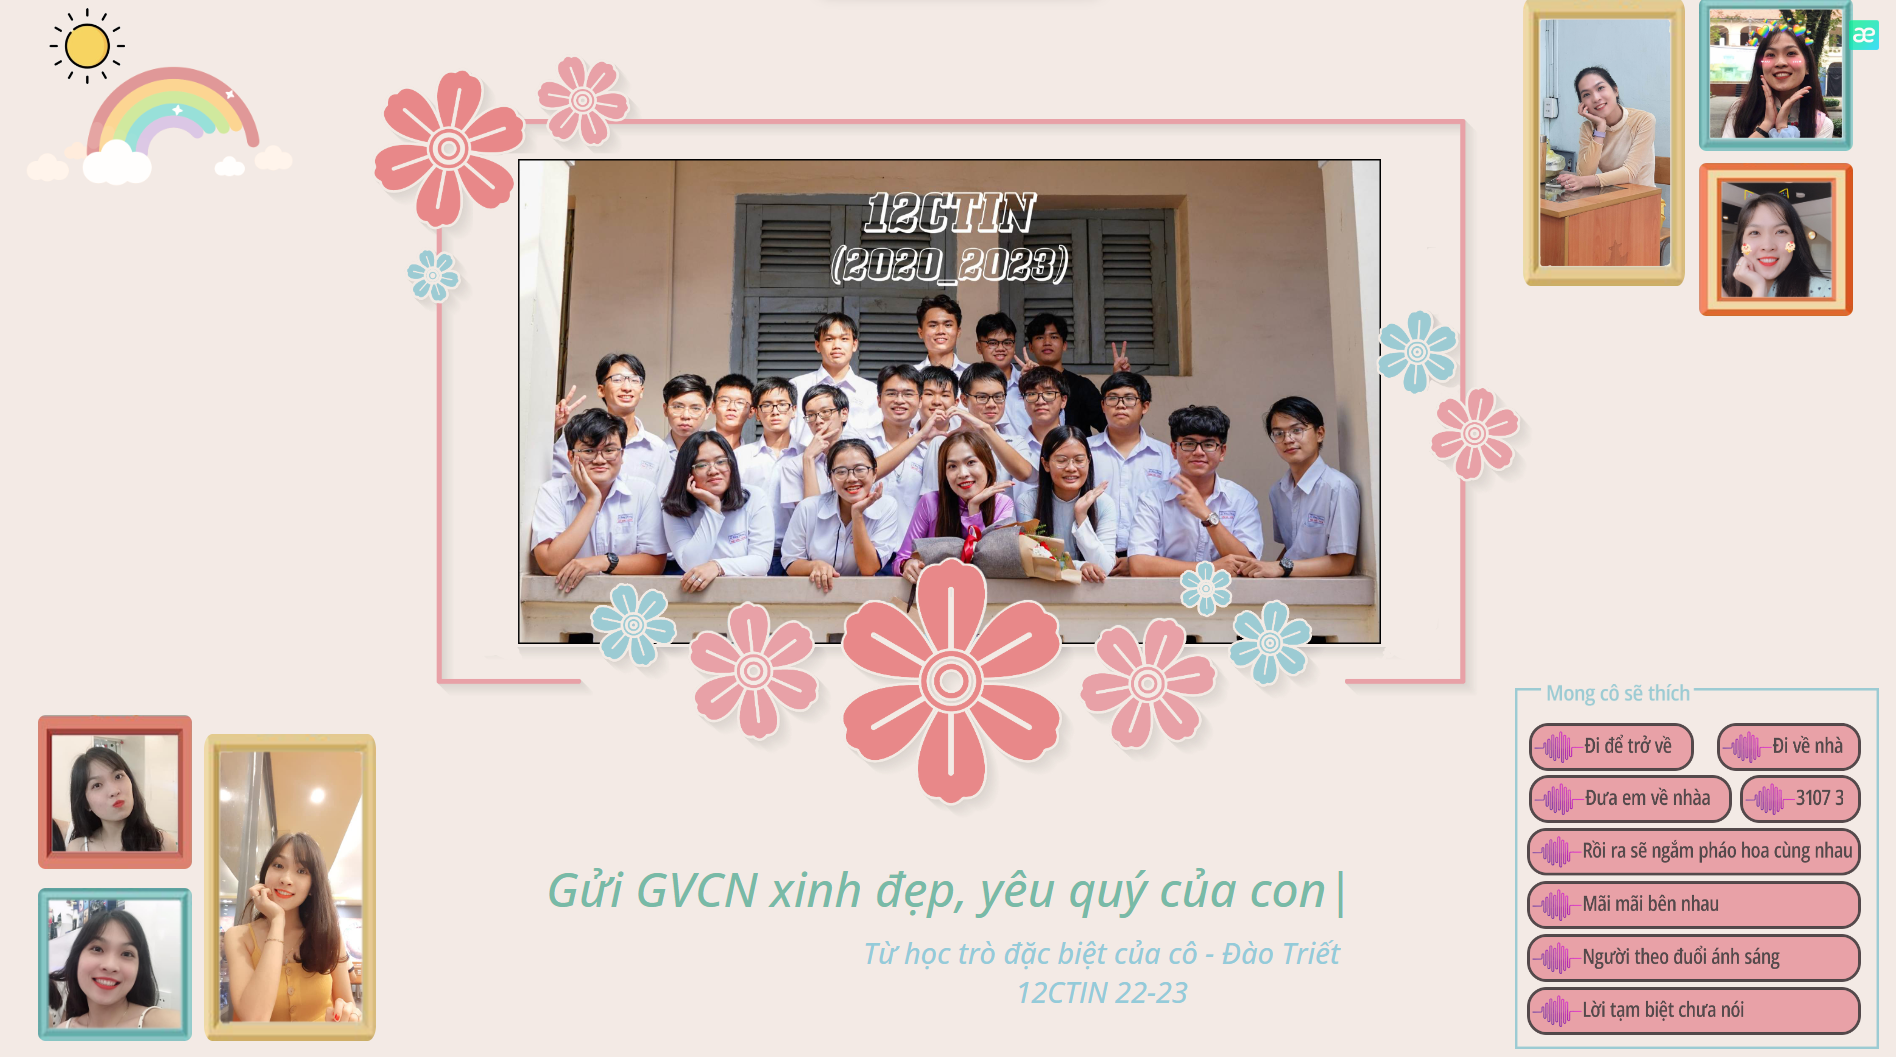 æ
12CTIN
(2020_2023)
Mong cô sẽ thích
Đi để trở về
Đi về nhà
Đưa em về nhàa
3107 3
Rồi ra sẽ ngắm pháo hoa cùng nhau
Mãi mãi bên nhau
Người theo đuổi ánh sáng
Lời tạm biệt chưa nói
Gửi GVCN xinh đẹp, yêu quý của con|
Từ học trò đặc biệt của cô - Đào Triết
12CTIN 22-23